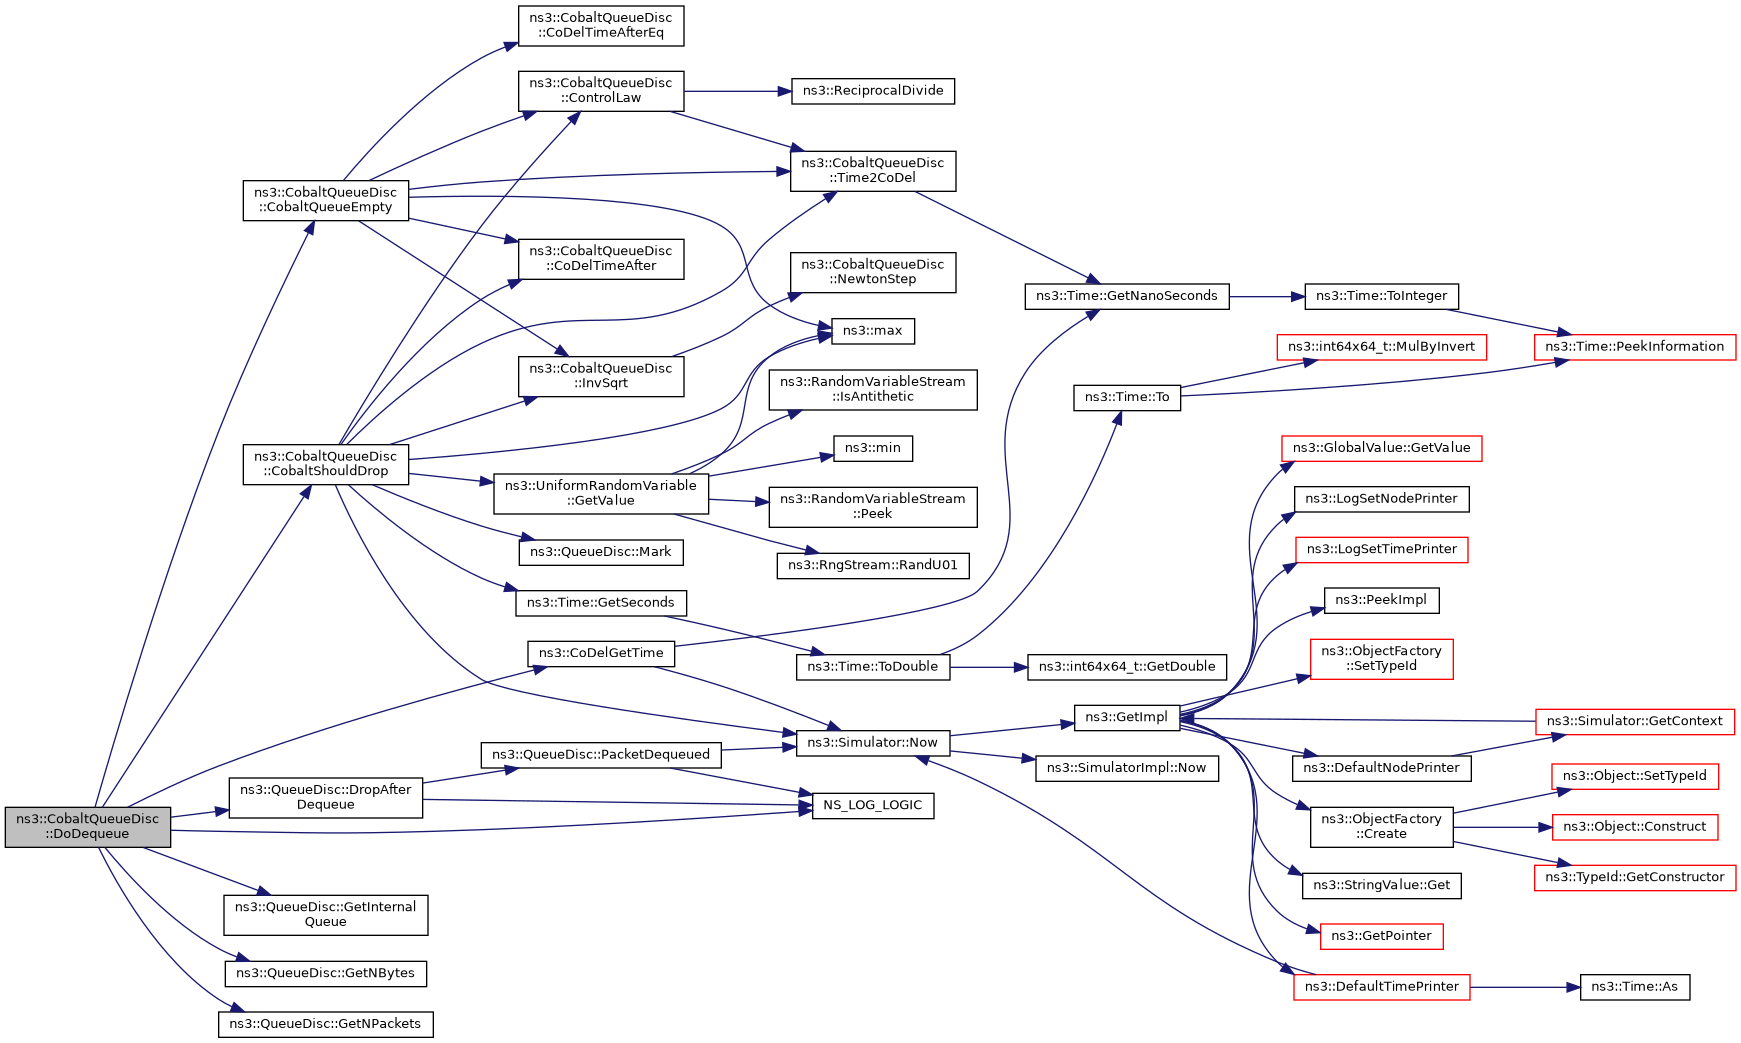 ns3::CobaltQueueDisc
::DoDequeue
ns3::CobaltQueueDisc
::CobaltQueueEmpty
ns3::CobaltQueueDisc
::CobaltShouldDrop
ns3::QueueDisc::DropAfter
Dequeue
ns3::QueueDisc::GetInternal
Queue
ns3::QueueDisc::GetNBytes
ns3::QueueDisc::GetNPackets
ns3::CobaltQueueDisc
::CoDelTimeAfterEq
ns3::CobaltQueueDisc
::ControlLaw
ns3::CobaltQueueDisc
::CoDelTimeAfter
ns3::CobaltQueueDisc
::InvSqrt
ns3::UniformRandomVariable
::GetValue
ns3::QueueDisc::Mark
ns3::Time::GetSeconds
ns3::CoDelGetTime
ns3::QueueDisc::PacketDequeued
ns3::ReciprocalDivide
ns3::CobaltQueueDisc
::Time2CoDel
ns3::CobaltQueueDisc
::NewtonStep
ns3::max
ns3::RandomVariableStream
::IsAntithetic
ns3::min
ns3::RandomVariableStream
::Peek
ns3::RngStream::RandU01
ns3::Time::ToDouble
ns3::Simulator::Now
NS_LOG_LOGIC
ns3::Time::GetNanoSeconds
ns3::Time::To
ns3::int64x64_t::GetDouble
ns3::GetImpl
ns3::SimulatorImpl::Now
ns3::Time::ToInteger
ns3::int64x64_t::MulByInvert
ns3::GlobalValue::GetValue
ns3::LogSetNodePrinter
ns3::LogSetTimePrinter
ns3::PeekImpl
ns3::ObjectFactory
::SetTypeId
ns3::DefaultNodePrinter
ns3::ObjectFactory
::Create
ns3::StringValue::Get
ns3::GetPointer
ns3::DefaultTimePrinter
ns3::Time::PeekInformation
ns3::Simulator::GetContext
ns3::Object::SetTypeId
ns3::Object::Construct
ns3::TypeId::GetConstructor
ns3::Time::As